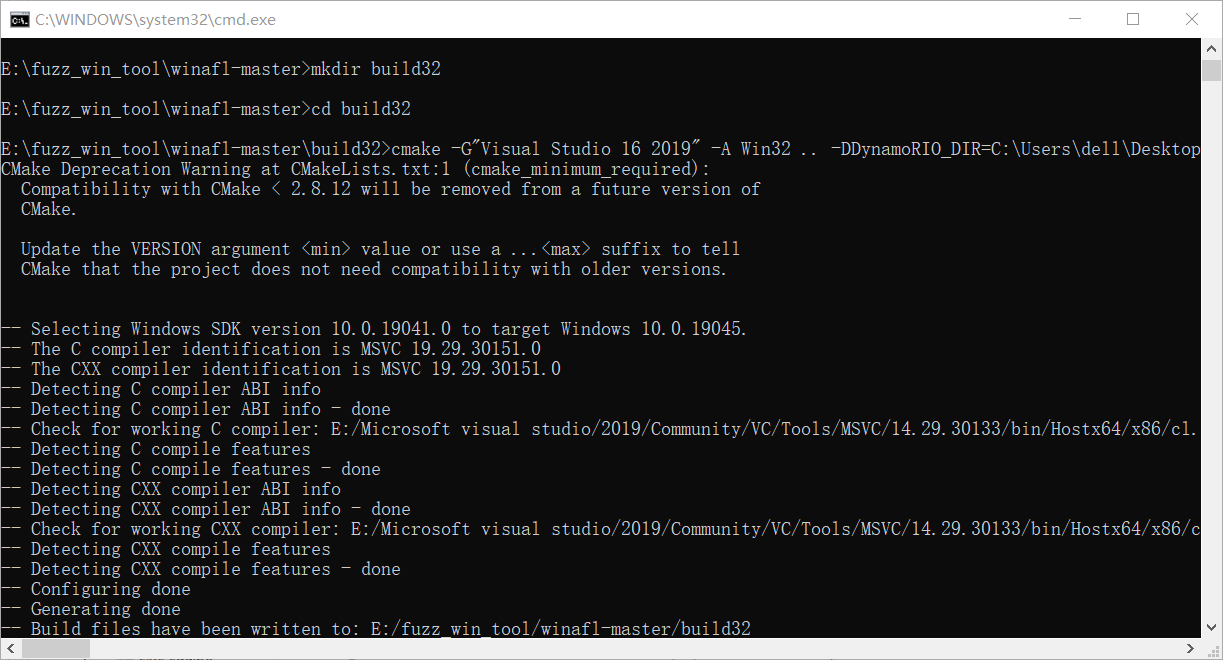 C:\WINDOWS\system32\cmd.exe
E:\fuzz_win_tool\winafl-master>mkdir build32
E:\fuzz_win_tool\winafl-master>cd build32
E:\fuzz_win_tool\winafl-master\build32>cmake -G"Visual Studio 16 2019" -A Win32 .. -DDynamoRIO_DIR=C:\Users\dell\Desktop
CMake Deprecation Warning at CMakeLists.txt:1 (cmake_minimum_required):
Compatibility with CMake < 2.8.12 will be removed from a future version of
CMake.
Update the VERSION argument <min> value or use a ...<max> suffix to tell
CMake that the project does not need compatibility with older versions.
-- Selecting Windows SDK version 10.0.19041.0 to target Windows 10.0.19045.
-- The C compiler identification is MSVC 19.29.30151.0
-- The CXX compiler identification is MSVC 19.29.30151.0
-- Detecting C compiler ABI info
-- Detecting C compiler ABI info - done
-- Check for working C compiler: E:/Microsoft visual studio/2019/Community/VC/Tools/MSVC/14.29.30133/bin/Hostx64/x86/cl.
-- Detecting C compile features
-- Detecting C compile features - done
-- Detecting CXX compiler ABI info
-- Detecting CXX compiler ABI info - done
-- Check for working CXX compiler: E:/Microsoft visual studio/2019/Community/VC/Tools/MSVC/14.29.30133/bin/Hostx64/x86/c
-- Detecting CXX compile features
-- Detecting CXX compile features - done
-- Configuring done
-- Generating done
-- Build files have been written to: E:/fuzz_win_tool/winafl-master/build32